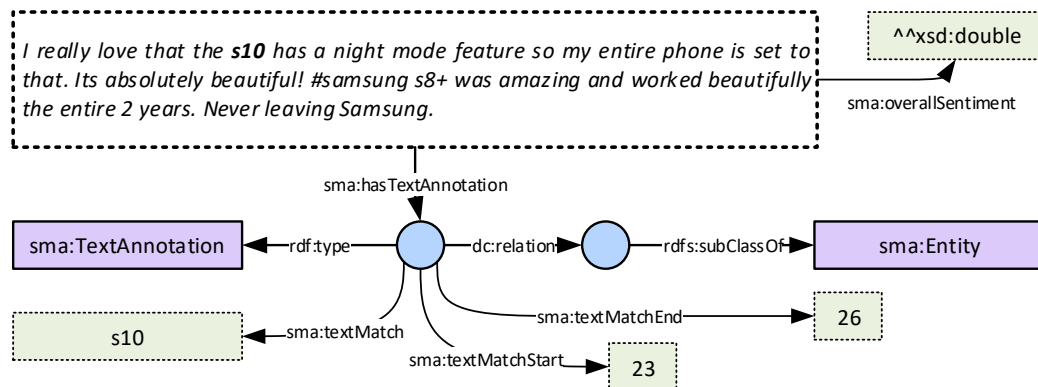 I really love that the s10 has a night mode feature so my entire phone is set to
that. Its absolutely beautiful! #samsung s8+ was amazing and worked beautifully
the entire 2 years. Never leaving Samsung.
^^xsd:double
sma:overallSentiment
sma:hasTextAnnotation
sma:TextAnnotation
rdf:type
dc:relation
rdfs:subClassOf
sma:Entity
s10
sma:textMatch
sma:textMatchEnd
26
sma:textMatchStart
23